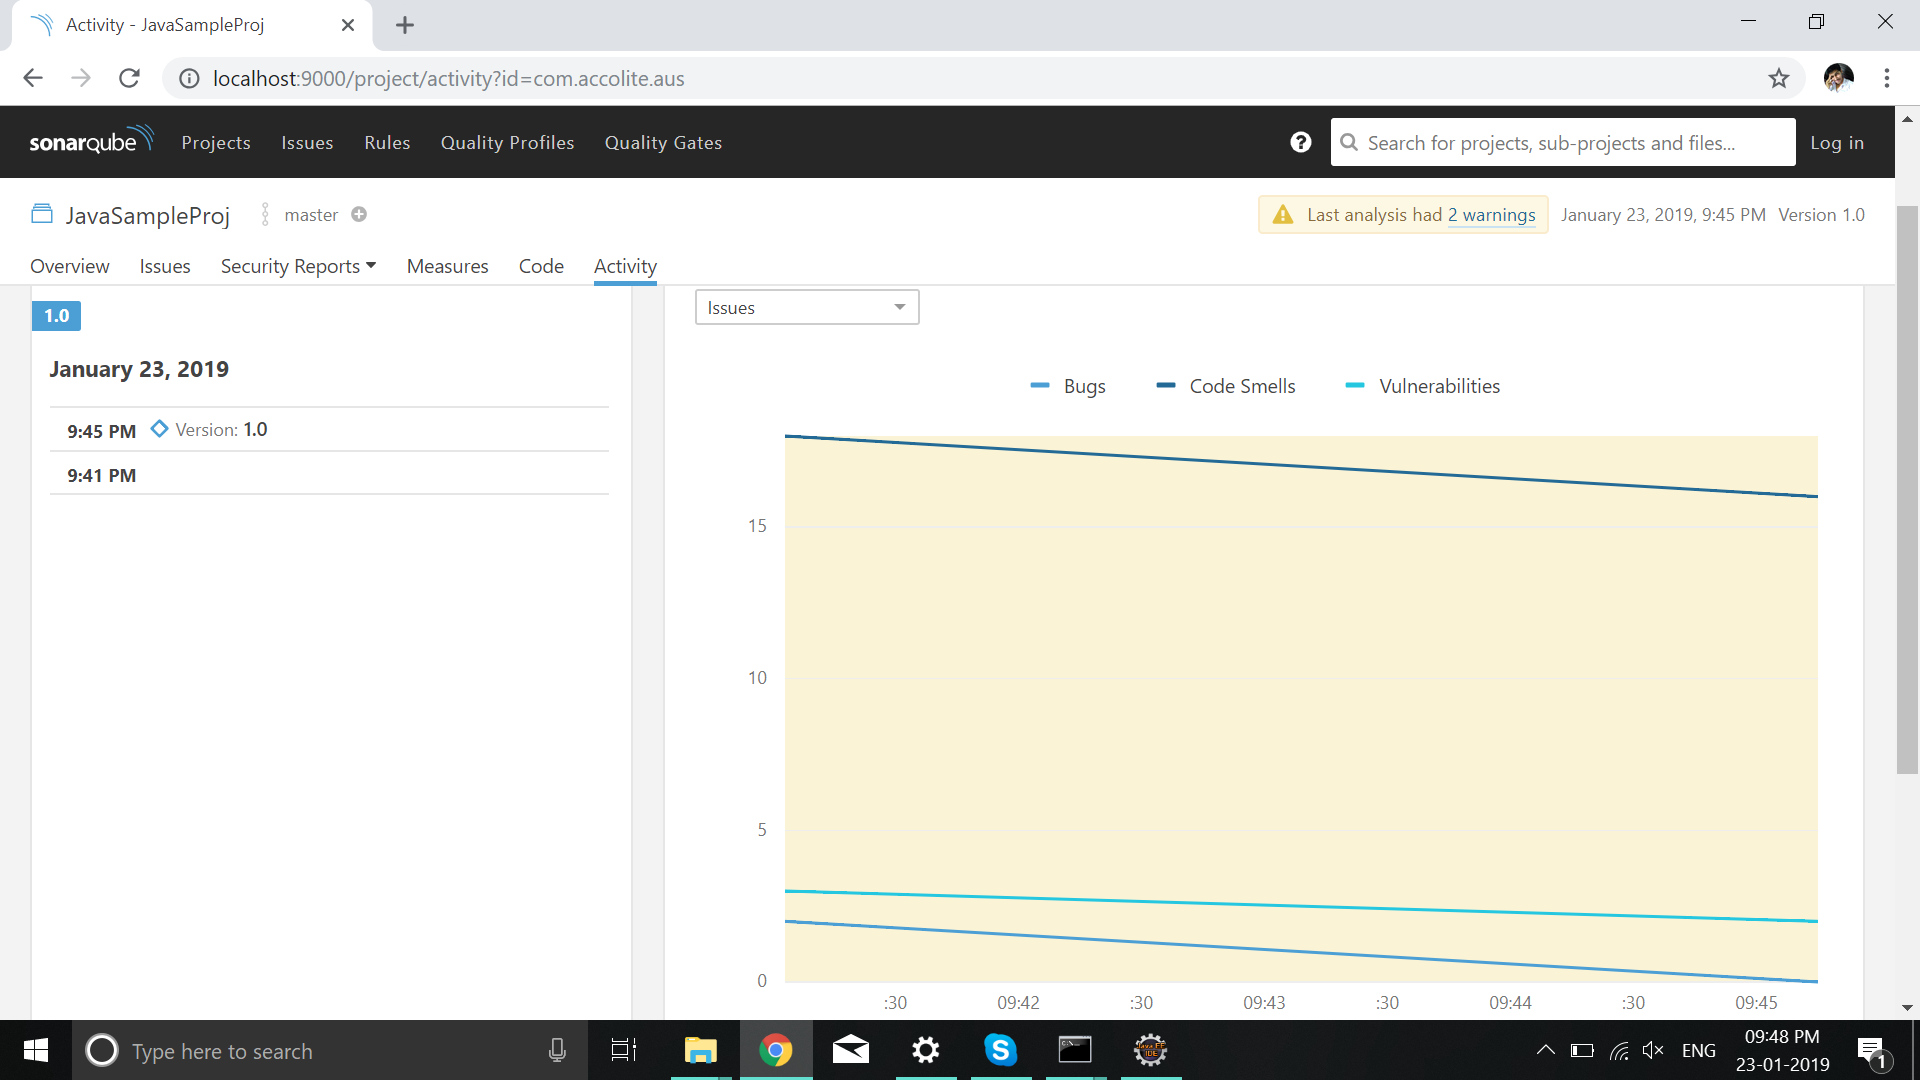 Activity - JavaSampleProj
localhost:9000/project/activity?id=com.accolite.aus
sonarqube Projects Issues Rules Quality Profiles Quality Gates ? Search for projects, sub-projects and files... Log in
JavaSampleProj master Last analysis had 2 warnings January 23, 2019, 9:45 PM Version 1.0
Overview Issues Security Reports Measures Code Activity
1.0
January 23, 2019
9:45 PM Version: 1.0
9:41 PM
Issues
Bugs Code Smells Vulnerabilities
15
10
5
0
:30 09:42 :30 09:43 :30 09:44 :30 09:45
Type here to search
Java EE
IDE
ENG
09:48 PM
23-01-2019
1